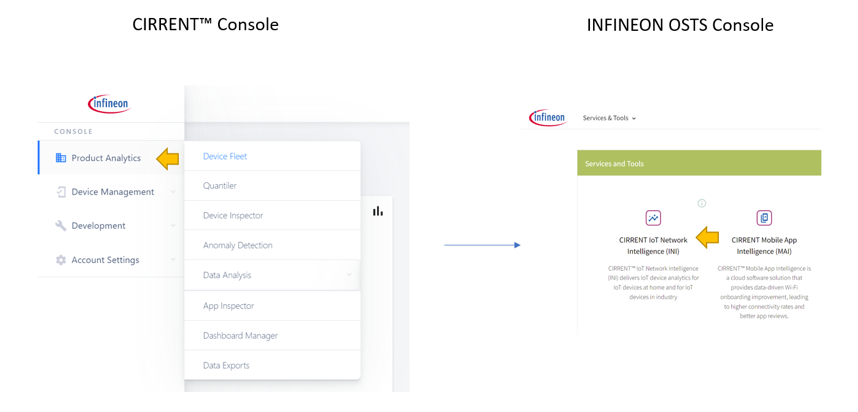 CIRRENT™ Console
INFINEON OSTS Console
infineon
CONSOLE
Product Analytics
Device Management
Development
Account Settings
Device Fleet
Quantiler
Device Inspector
Anomaly Detection
Data Analysis
App Inspector
Dashboard Manager
Data Exports
infineon
Services & Tools
Services and Tools
CIRRENT IoT Network
Intelligence (INI)
CIRRENT™ IoT Network Intelligence
(INI) delivers IoT device analytics for
IoT devices at home and for IoT
devices in industry
CIRRENT Mobile App
Intelligence (MAI)
CIRRENT™ Mobile App Intelligence is
a cloud software solution that
provides data-driven Wi-Fi
onboarding improvement, leading
to higher connectivity rates and
better app reviews.